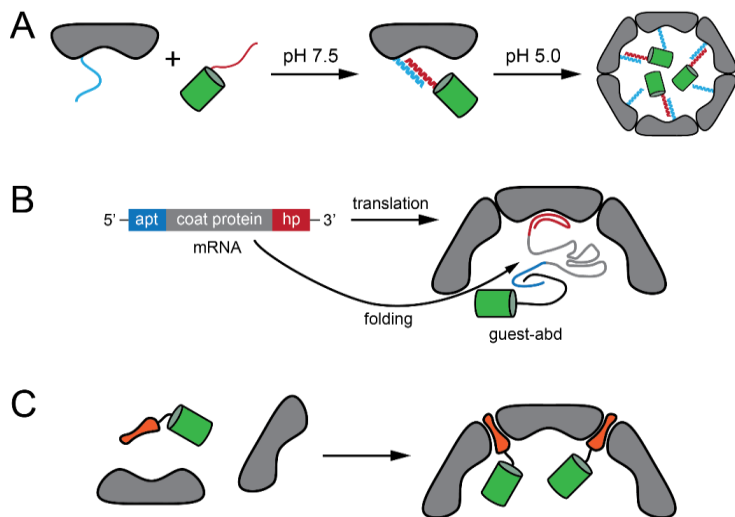 A
+
pH 7.5
pH 5.0
B
5’ apt coat protein hp 3’
mRNA
translation
folding
guest-abd
C